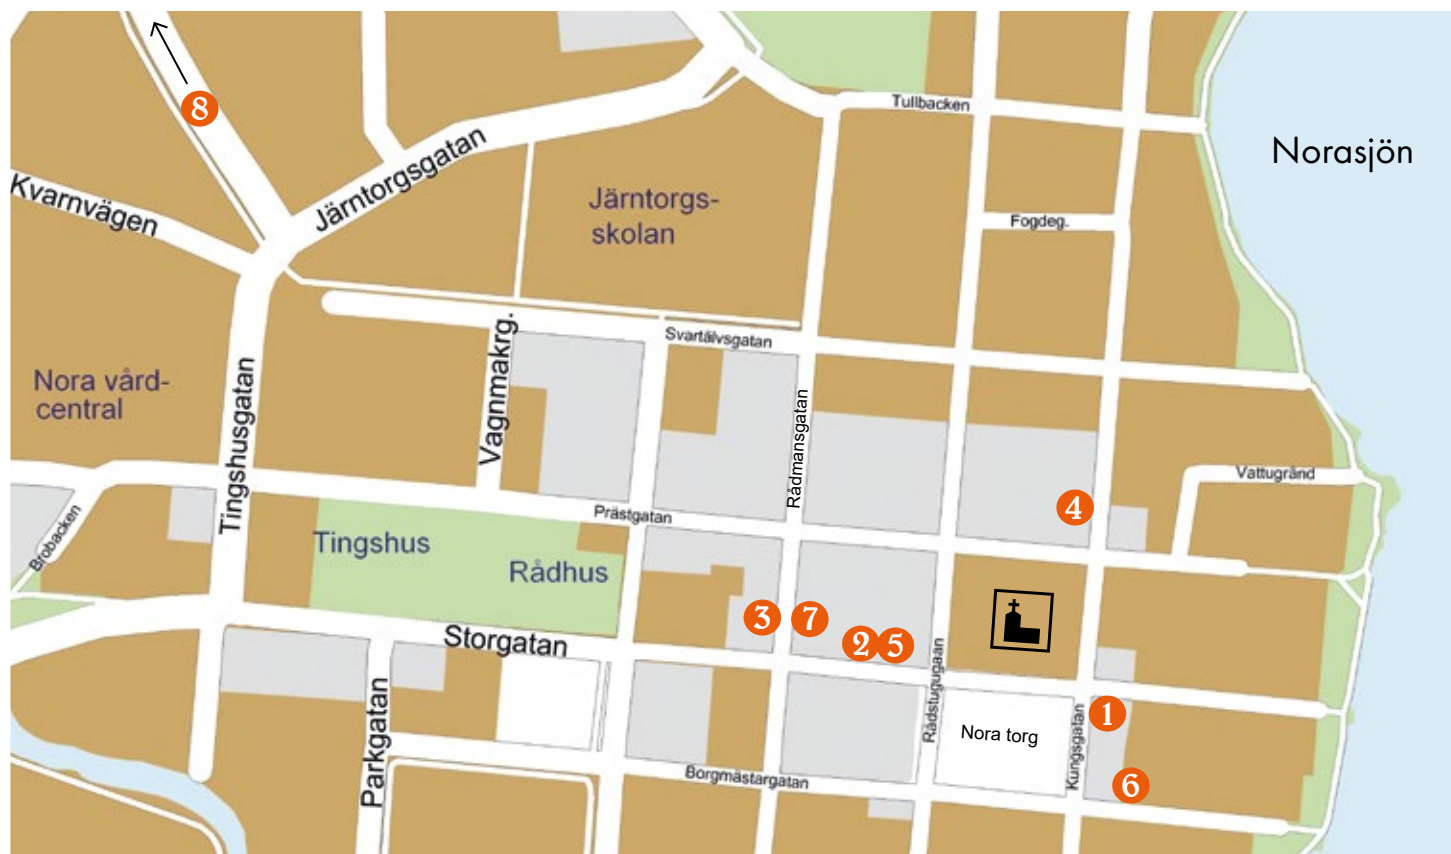 8
Tullbacken
Norasjön
Järntorgsgatan
Kvarnvägen
Järntorgs-
skolan
Fogdeg.
Svartälvsgatan
Vagnmakrg.
Nora vård-
central
Tingshusgatan
Rådmansgatan
Vattugränd
4
Prästgatan
Brobacken
Tingshus
Rådhus
3
7
2
5
Storgatan
Rådstugugaan
Parkgatan
Nora torg
Kungsgatan
1
Borgmästargatan
6